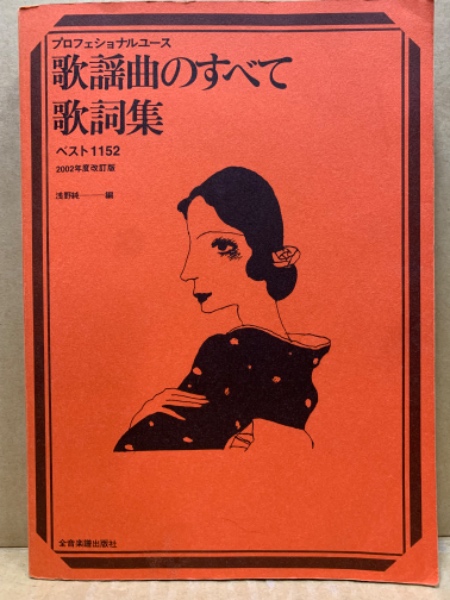 プロフェショナルユース
歌謡曲のすべて
歌詞集
ベスト1152
2002年度改訂版
浅野純――編
全音楽譜出版社